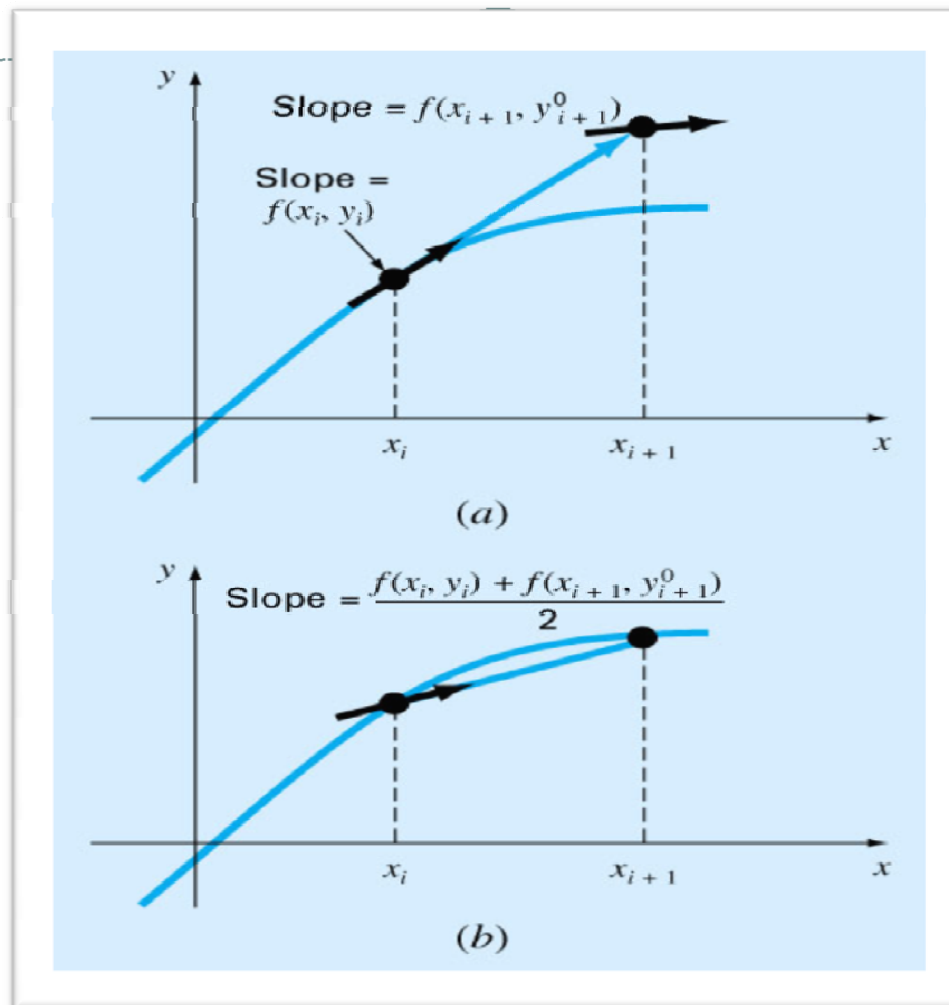 y
Slope = f(x_{i + 1}, y^0_{i + 1})
Slope =
f(x_i, y_i)
x_i
x_{i + 1}
x
(a)
y
Slope = \frac{f(x_i, y_i) + f(x_{i + 1}, y^0_{i + 1})}{2}
x_i
x_{i + 1}
x
(b)